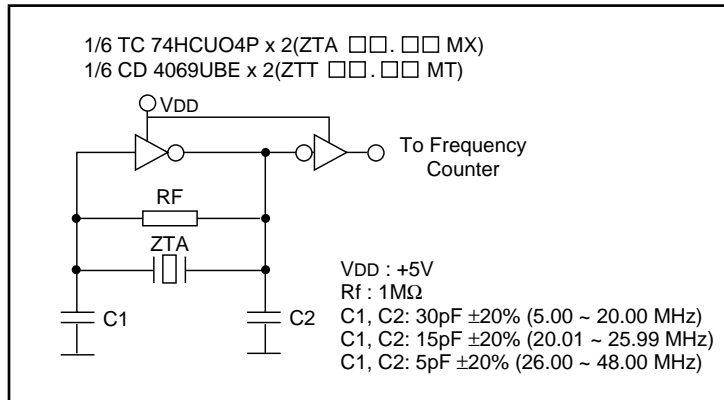 1/6 TC 74HCUO4P x 2(ZTA □□. □□ MX)
1/6 CD 4069UBE x 2(ZTT □□. □□ MT)
VDD
To Frequency
Counter
RF
ZTA
C1
C2
VDD : +5V
Rf : 1MΩ
C1, C2: 30pF ±20% (5.00 ~ 20.00 MHz)
C1, C2: 15pF ±20% (20.01 ~ 25.99 MHz)
C1, C2: 5pF ±20% (26.00 ~ 48.00 MHz)